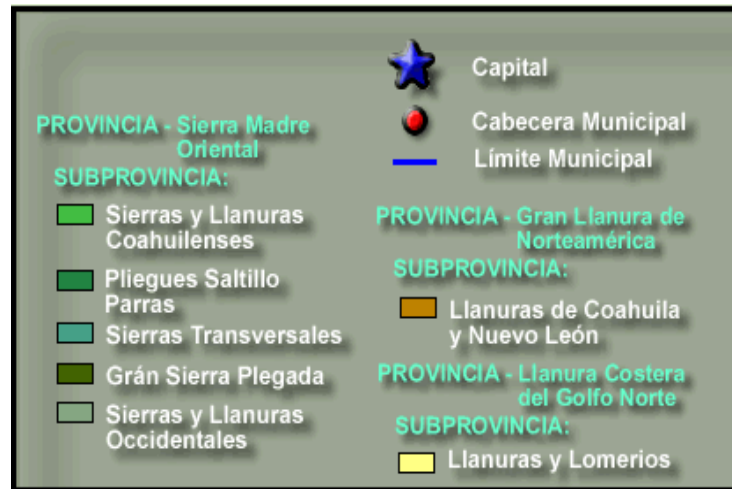 Capital
Cabecera Municipal
Límite Municipal
PROVINCIA - Sierra Madre
Oriental
SUBPROVINCIA:
Sierras y Llanuras
Coahuilenses
Pliegues Saltillo
Parras
Sierras Transversales
Grán Sierra Plegada
Sierras y Llanuras
Occidentales
PROVINCIA - Gran Llanura de
Norteamérica
SUBPROVINCIA:
Llanuras de Coahuila
y Nuevo León
PROVINCIA - Llanura Costera
del Golfo Norte
SUBPROVINCIA:
Llanuras y Lomerios